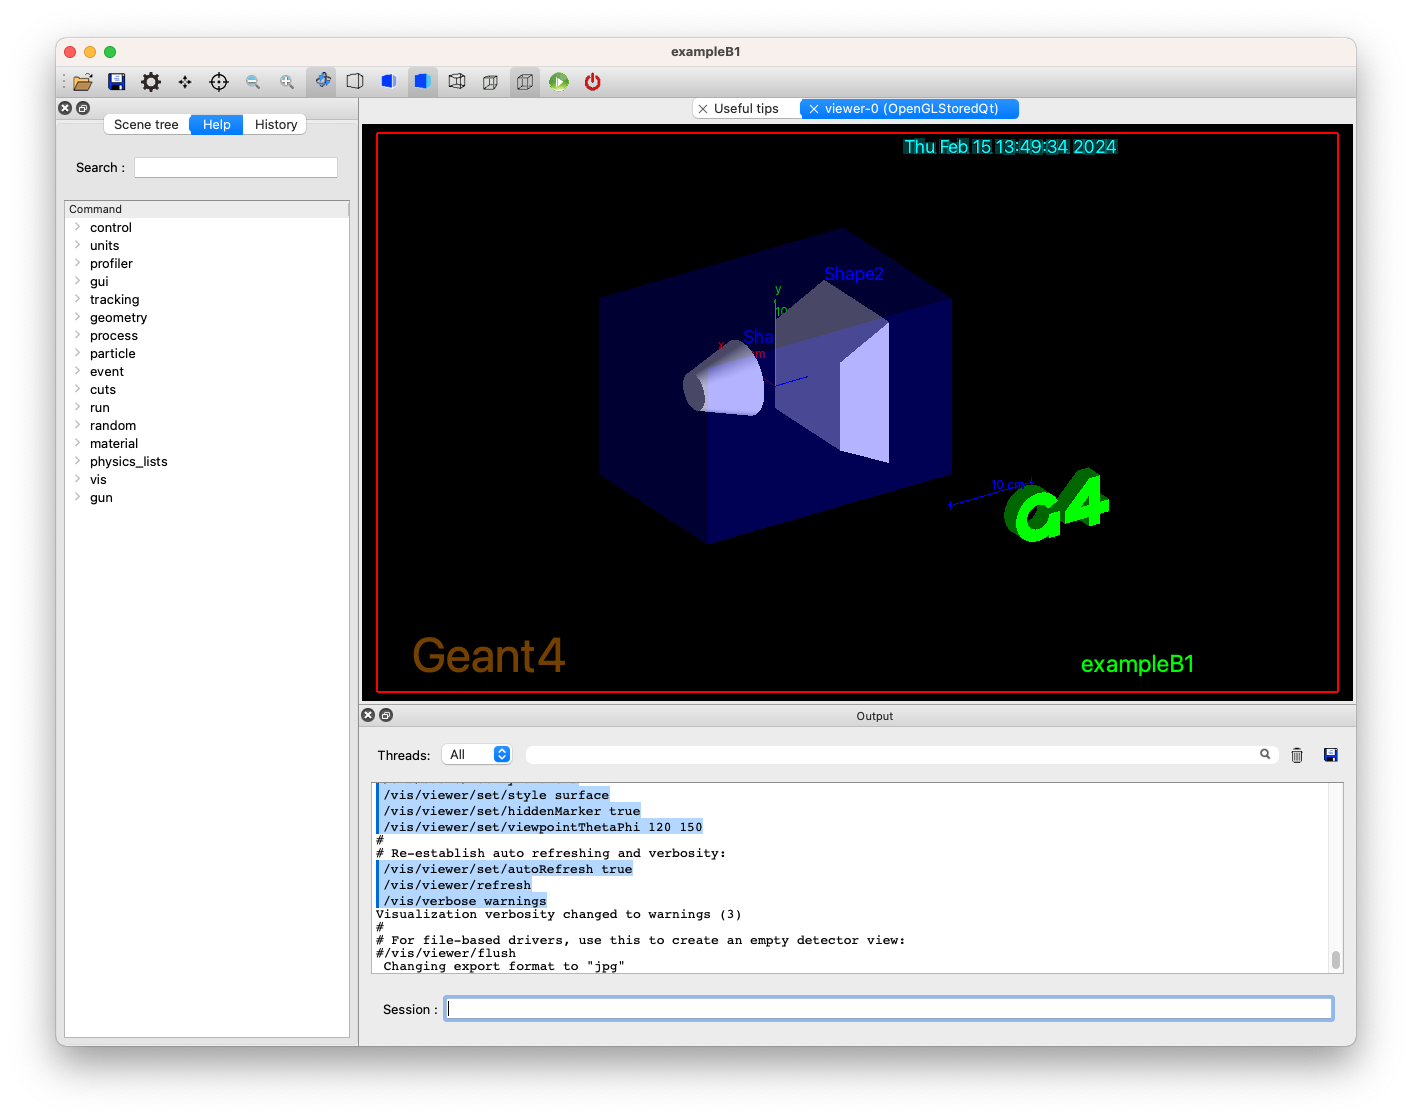 exampleB1
Useful tips
viewer-0 (OpenGLStoredQt)
Scene tree
Help
History
Search :
Command
control
units
profiler
gui
tracking
geometry
process
particle
event
cuts
run
random
material
physics_lists
vis
gun
Thu Feb 15 13:49:34 2024
Shape2
y
10
Sha
x
cm
10 cm
G4
Geant4
exampleB1
Output
Threads:
All
/vis/viewer/set/style surface
/vis/viewer/set/hiddenMarker true
/vis/viewer/set/viewpointThetaPhi 120 150
#
# Re-establish auto refreshing and verbosity:
/vis/viewer/set/autoRefresh true
/vis/viewer/refresh
/vis/verbose warnings
Visualization verbosity changed to warnings (3)
#
# For file-based drivers, use this to create an empty detector view:
#/vis/viewer/flush
Changing export format to "jpg"
Session :